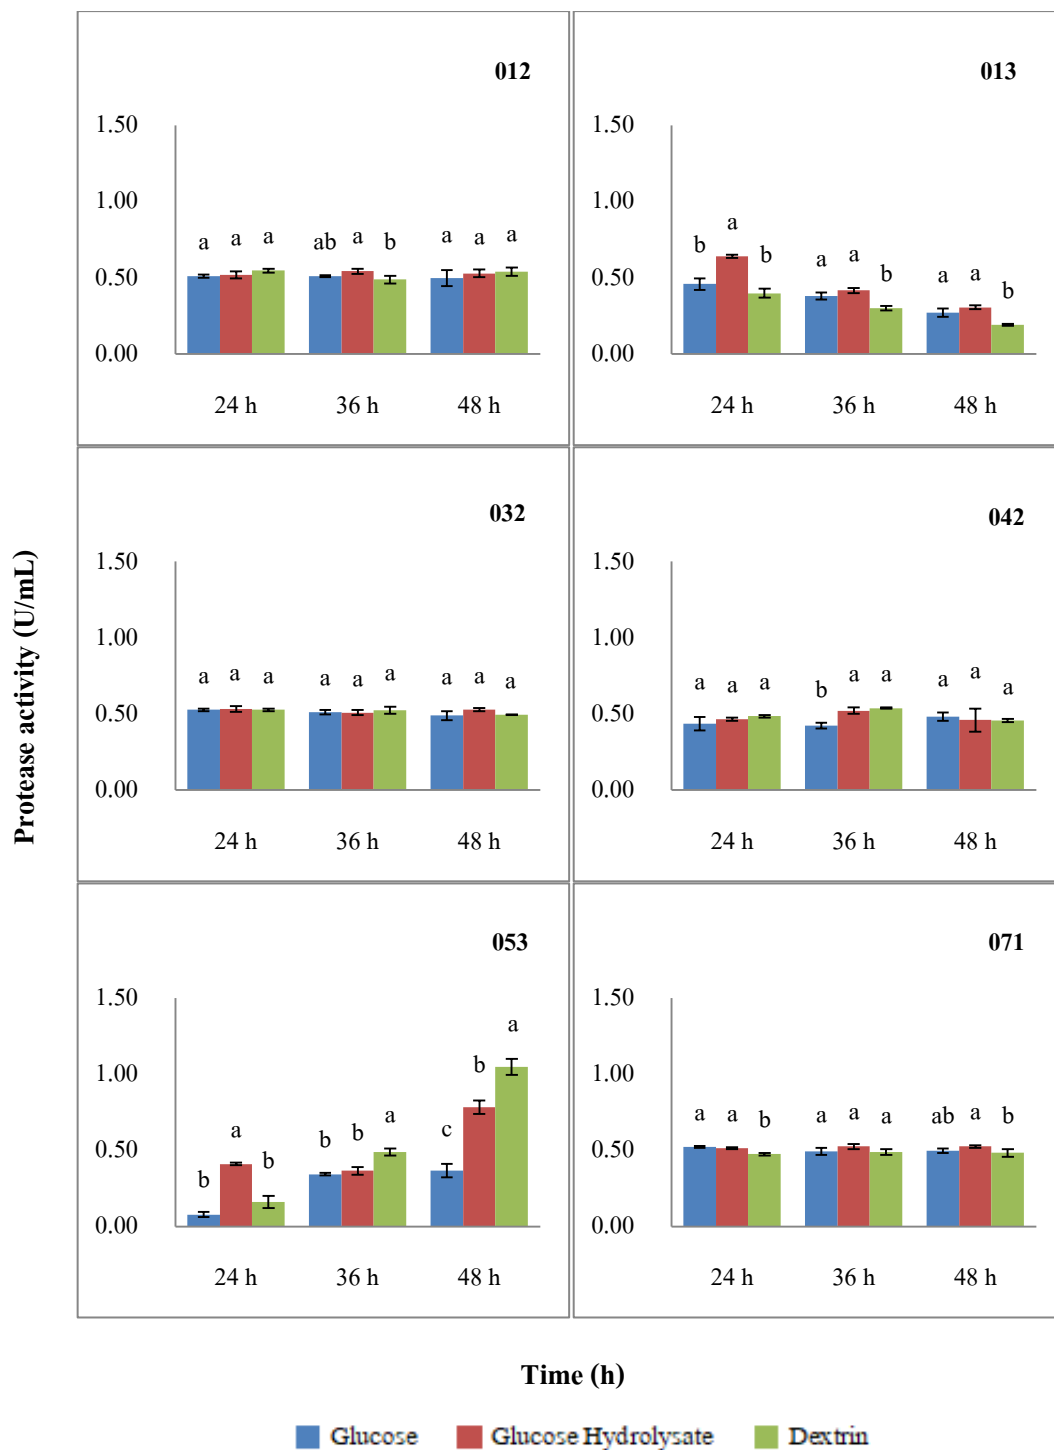 012
1.50
1.00
0.50
0.00
a a a ab a b a a a
24 h 36 h 48 h
013
1.50
1.00
0.50
0.00
b a b a a b a a b
24 h 36 h 48 h
032
1.50
1.00
0.50
0.00
a a a a a a a a a
24 h 36 h 48 h
042
1.50
1.00
0.50
0.00
a a a b a a a a a
24 h 36 h 48 h
053
1.50
1.00
0.50
0.00
b a b b b a c b a
24 h 36 h 48 h
071
1.50
1.00
0.50
0.00
a a b a a a ab a b
24 h 36 h 48 h
Protease activity (U/mL)
Time (h)
Glucose Glucose Hydrolysate Dextrin